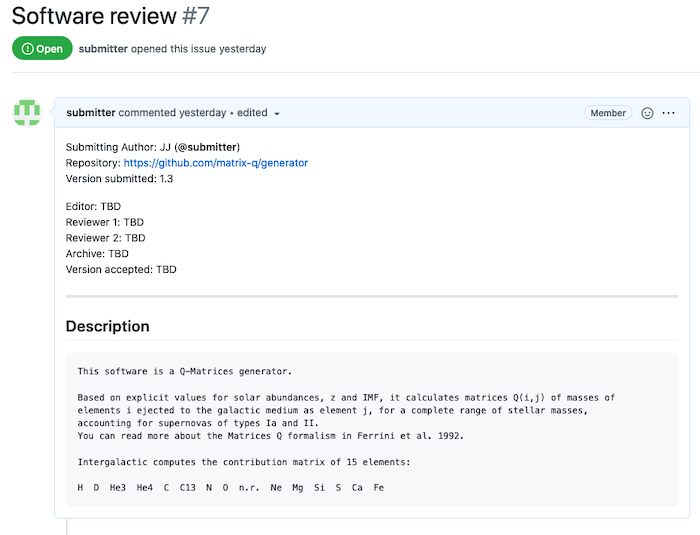 Software review #7
Open submitter opened this issue yesterday
submitter commented yesterday • edited Member
Submitting Author: JJ (@submitter)
Repository: https://github.com/matrix-q/generator
Version submitted: 1.3
Editor: TBD
Reviewer 1: TBD
Reviewer 2: TBD
Archive: TBD
Version accepted: TBD
Description
This software is a Q-Matrices generator.
Based on explicit values for solar abundances, z and IMF, it calculates matrices Q(i,j) of masses of
elements i ejected to the galactic medium as element j, for a complete range of stellar masses,
accounting for supernovas of types Ia and II.
You can read more about the Matrices Q formalism in Ferrini et al. 1992.
Intergalactic computes the contribution matrix of 15 elements:
H D He3 He4 C C13 N O n.r. Ne Mg Si S Ca Fe